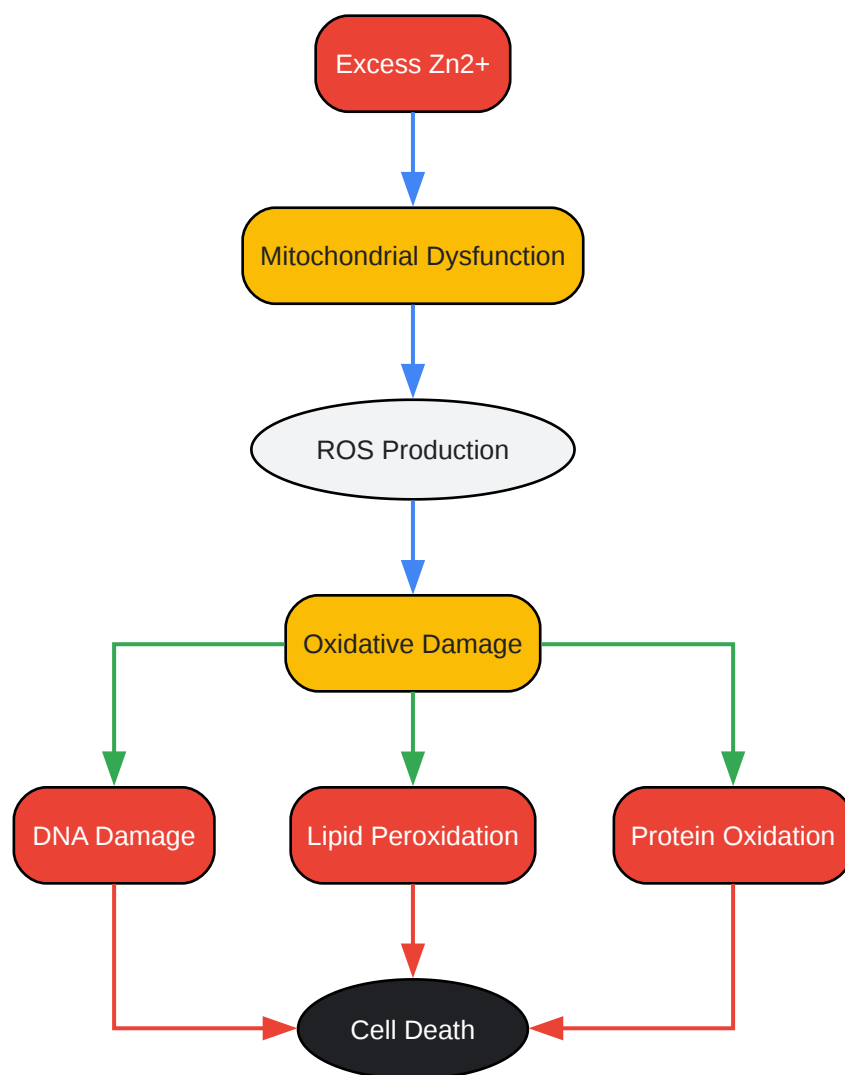 Excess Zn2+
Mitochondrial Dysfunction
ROS Production
Oxidative Damage
DNA Damage
Lipid Peroxidation
Protein Oxidation
Cell Death